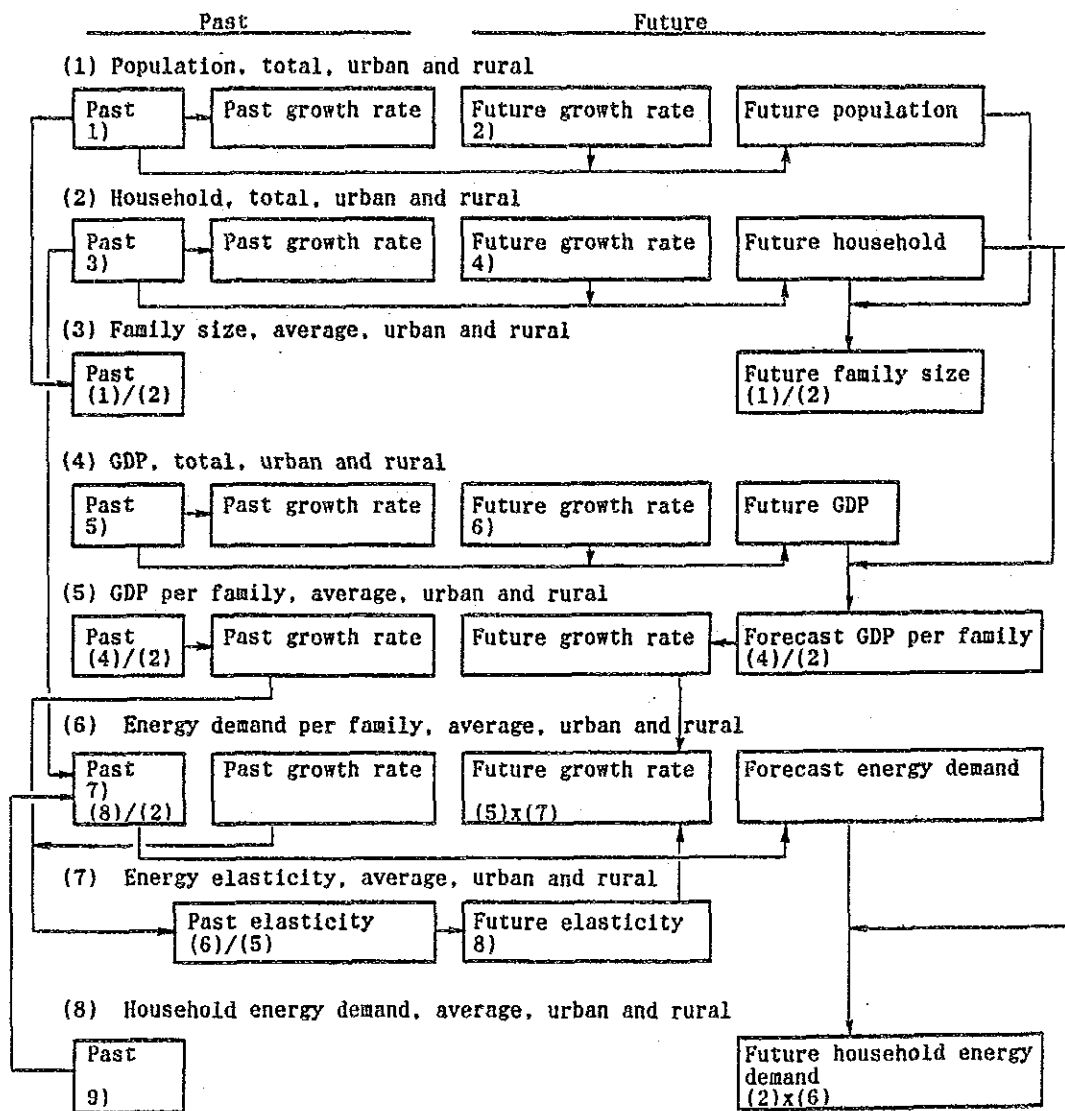 Past Future
(1) Population, total, urban and rural
Past Past growth rate Future growth rate Future population
1) 2)
(2) Household, total, urban and rural
Past Past growth rate Future growth rate Future household
3) 4)
(3) Family size, average, urban and rural
Past Future family size
(1)/(2) (1)/(2)
(4) GDP, total, urban and rural
Past Past growth rate Future growth rate Future GDP
5) 6)
(5) GDP per family, average, urban and rural
Past Past growth rate Future growth rate Forecast GDP per family
(4)/(2) (4)/(2)
(6) Energy demand per family, average, urban and rural
Past Past growth rate Future growth rate Forecast energy demand
7)
(8)/(2) (5)x(7)
(7) Energy elasticity, average, urban and rural
Past elasticity Future elasticity
(6)/(5) 8)
(8) Household energy demand, average, urban and rural
Past Future household energy
demand
9) (2)x(6)